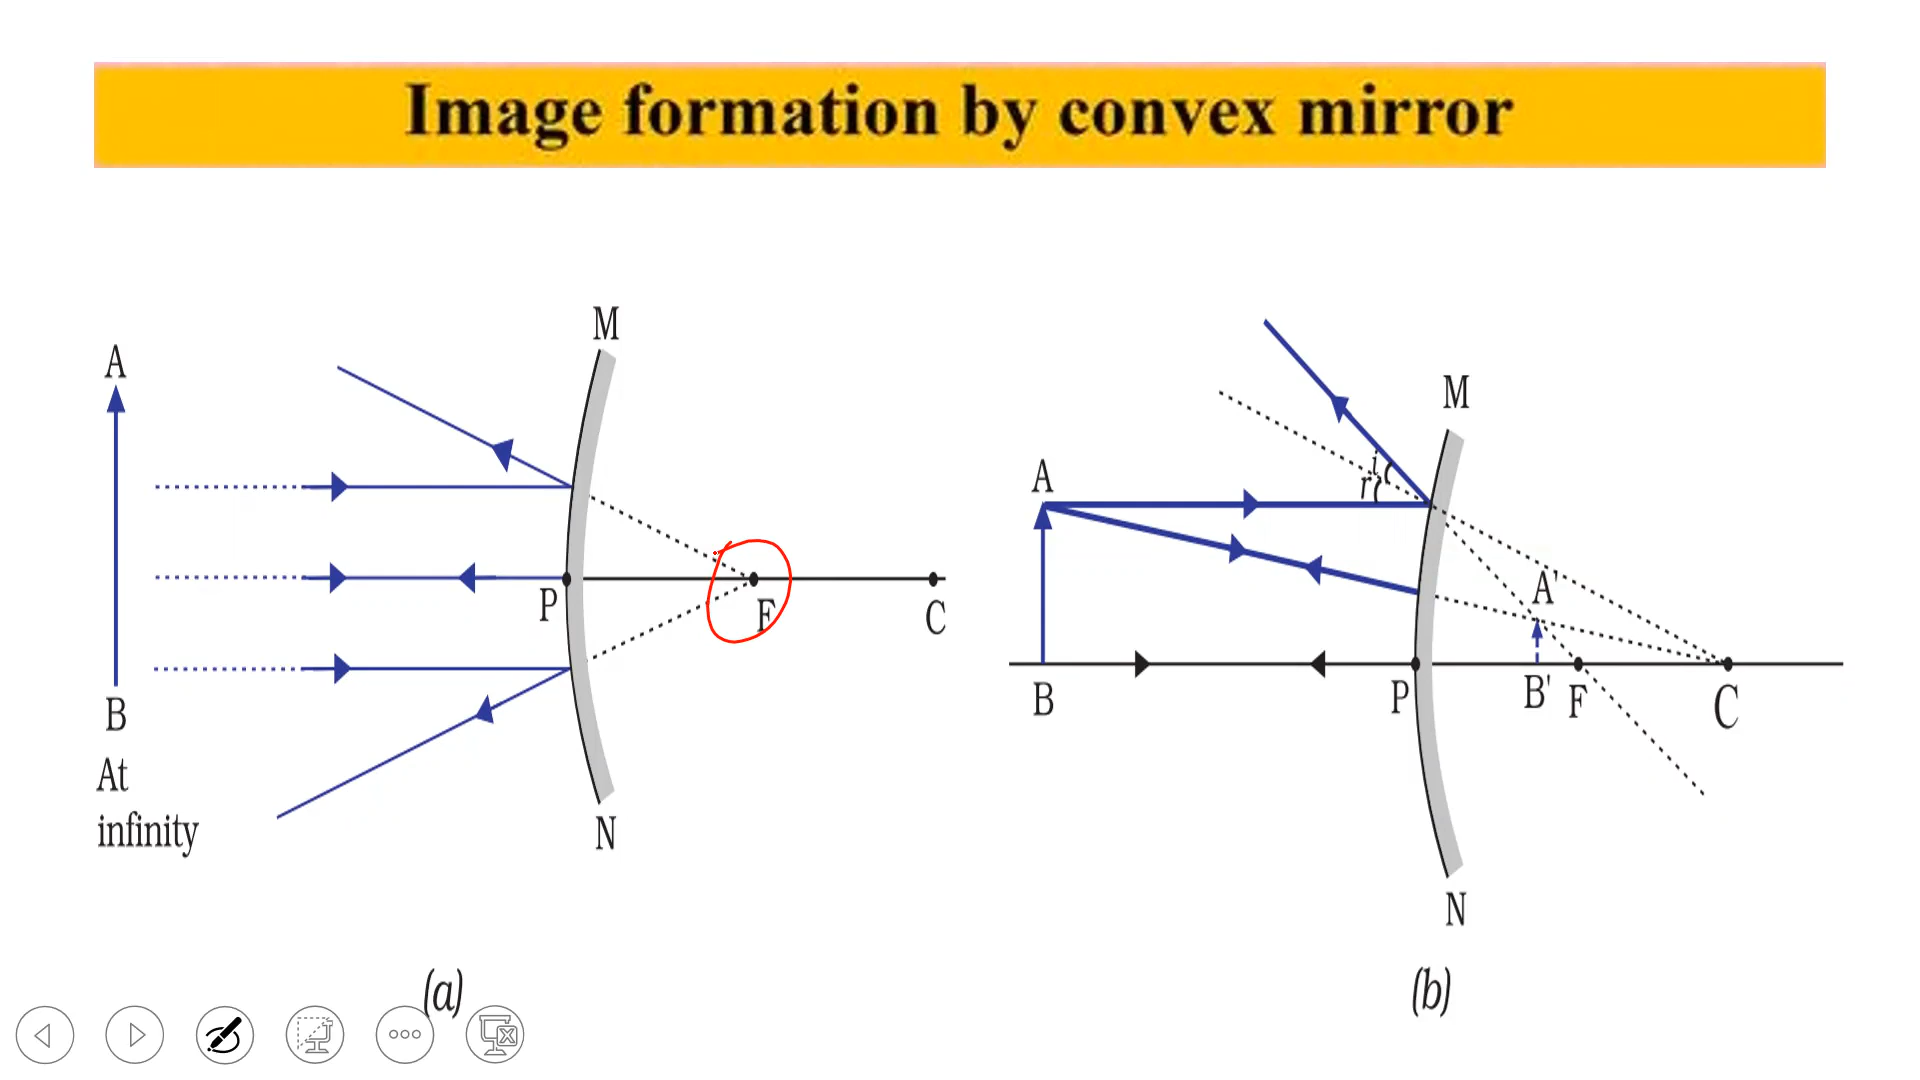 Image formation by convex mirror
A
B
At
infinity
M
P
F
C
N
(a)
A
B
M
i
r
P
A'
B'
F
C
N
(b)